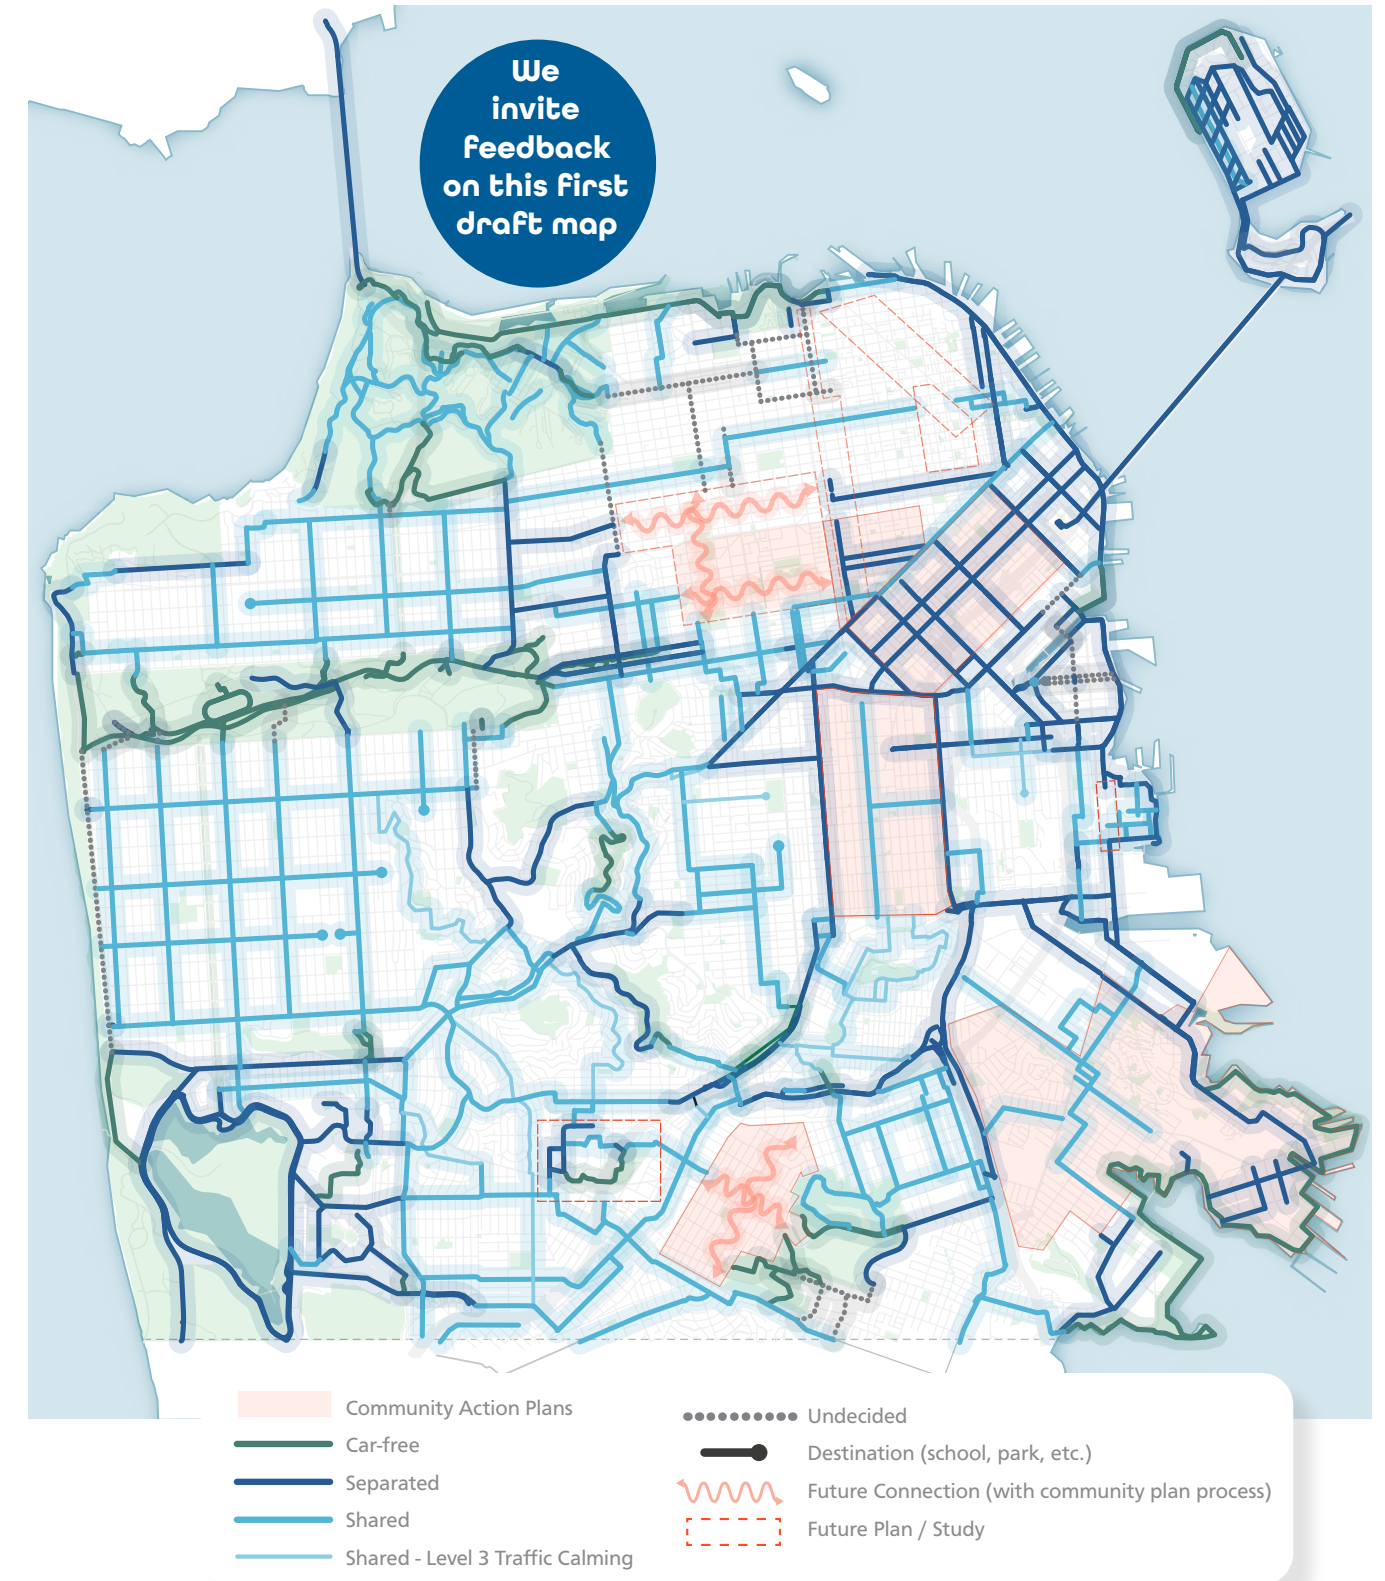 We
invite
feedback
on this first
draft map
Community Action Plans
Car-free
Separated
Shared
Shared - Level 3 Traffic Calming
Undecided
Destination (school, park, etc.)
Future Connection (with community plan process)
Future Plan / Study